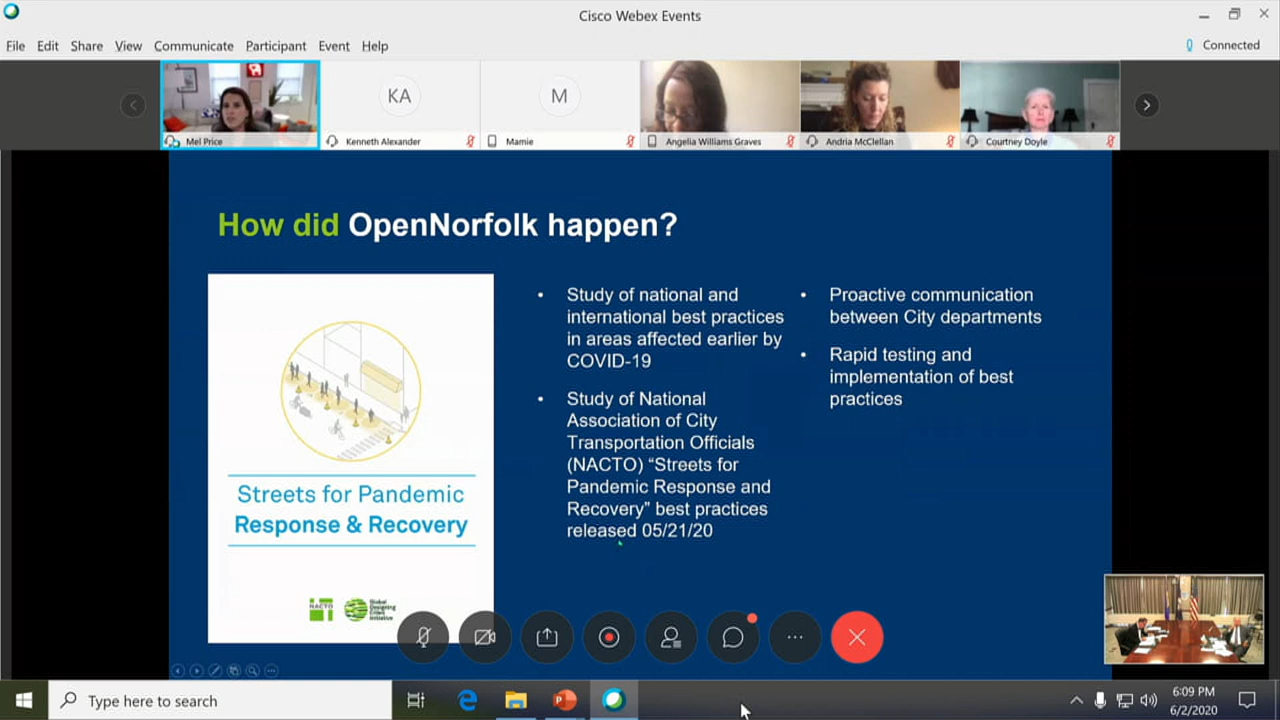 Cisco Webex Events
File Edit Share View Communicate Participant Event Help
Connected
KA
M
Mel Price
Kenneth Alexander
Mamie
Angelia Williams Graves
Andria McClellan
Courtney Doyle
How did OpenNorfolk happen?
• Study of national and
international best practices
in areas affected earlier by
COVID-19
• Study of National
Association of City
Transportation Officials
(NACTO) “Streets for
Pandemic Response and
Recovery” best practices
released 05/21/20
• Proactive communication
between City departments
• Rapid testing and
implementation of best
practices
Streets for Pandemic
Response & Recovery
NACTO
Global
Designing
Cities
Initiative
Type here to search
6:09 PM
6/2/2020